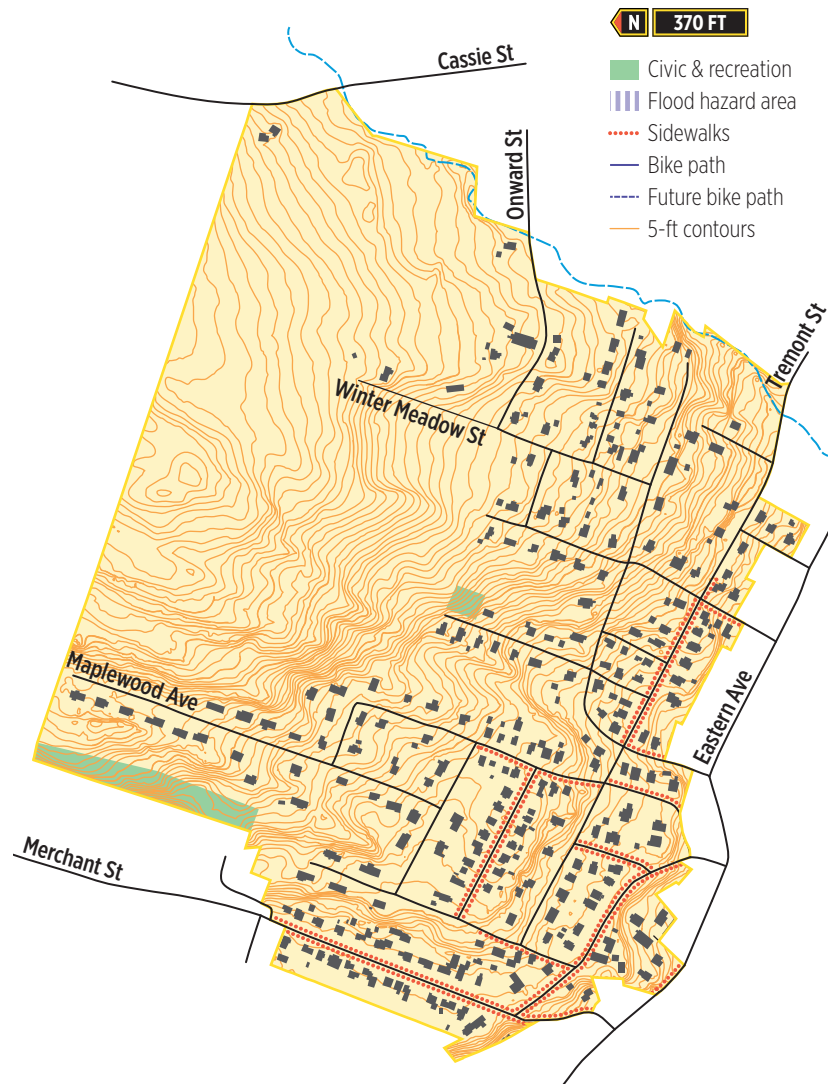 N 370 FT
Civic & recreation
Flood hazard area
Sidewalks
Bike path
Future bike path
5-ft contours
Cassie St
Onward St
Tremont St
Winter Meadow St
Maplewood Ave
Eastern Ave
Merchant St